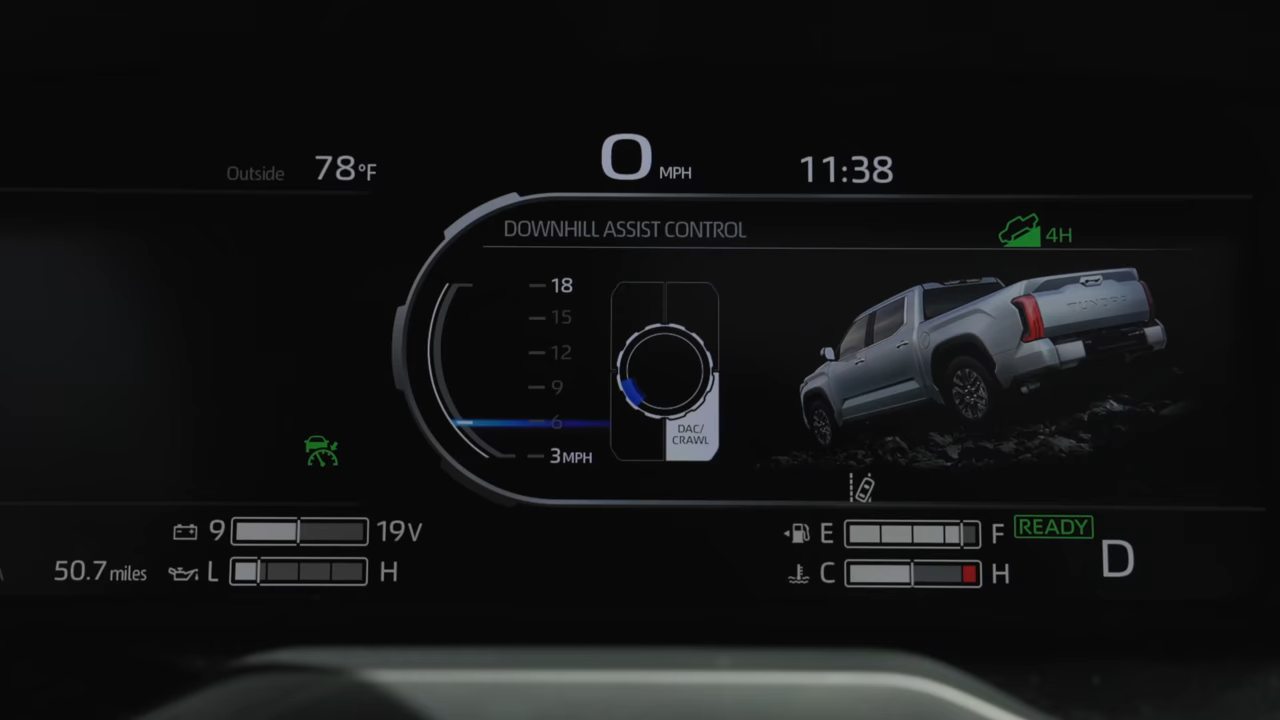 Outside 78°F
0 MPH
11:38
DOWNHILL ASSIST CONTROL
4H
18
15
12
9
6
3MPH
DAC/
CRAWL
TUNDRA
9 19V
50.7 miles
L H
E F
READY
C H
D